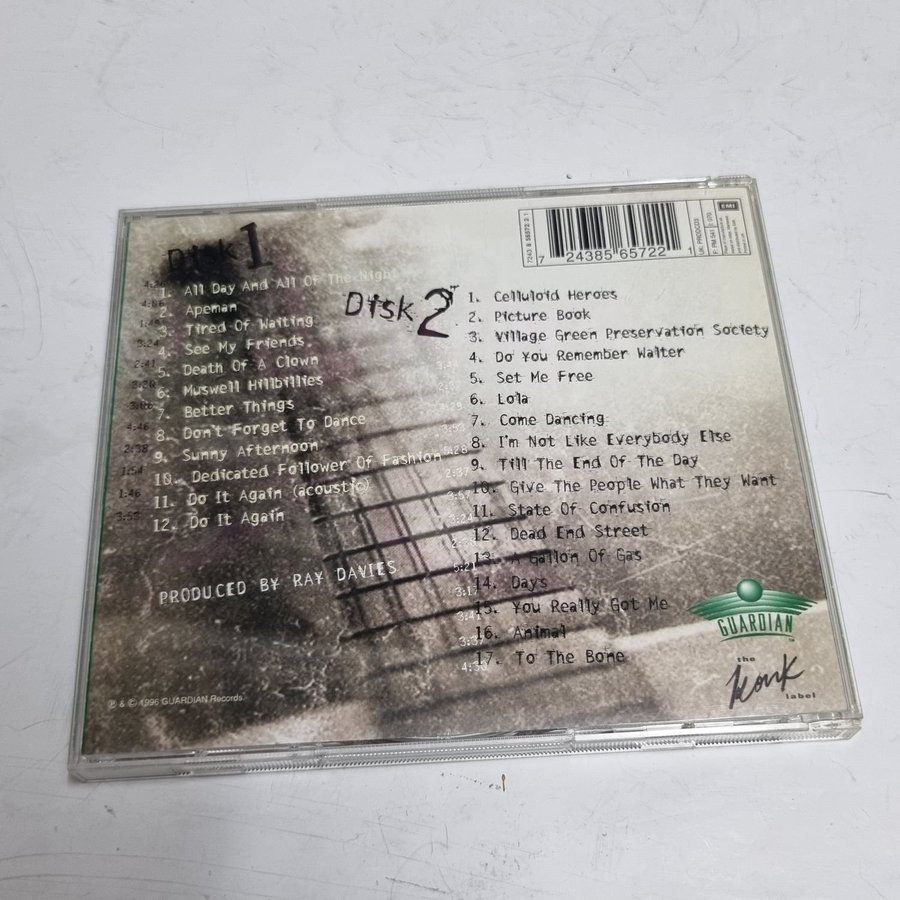 Disk 1
1. All Day And All Of The Night
2. Apeman
3. Tired Of Waiting
4. See My Friends
5. Death Of A Clown
6. Muswell Hillbillies
7. Better Things
8. Don't Forget To Dance
9. Sunny Afternoon
10. Dedicated Follower Of Fashion
11. Do It Again (acoustic)
12. Do It Again
PRODUCED BY RAY DAVIES
℗ & © 1996 GUARDIAN Records.
Disk 2
1. Celluloid Heroes
2. Picture Book
3. Village Green Preservation Society
4. Do You Remember Walter
5. Set Me Free
6. Lola
7. Come Dancing
8. I'm Not Like Everybody Else
9. Till The End Of The Day
10. Give The People What They Want
11. State Of Confusion
12. Dead End Street
13. A Gallon Of Gas
14. Days
15. You Really Got Me
16. Animal
17. To The Bone
7 24385 65722 1
EMI
GUARDIAN
the
Konk
label